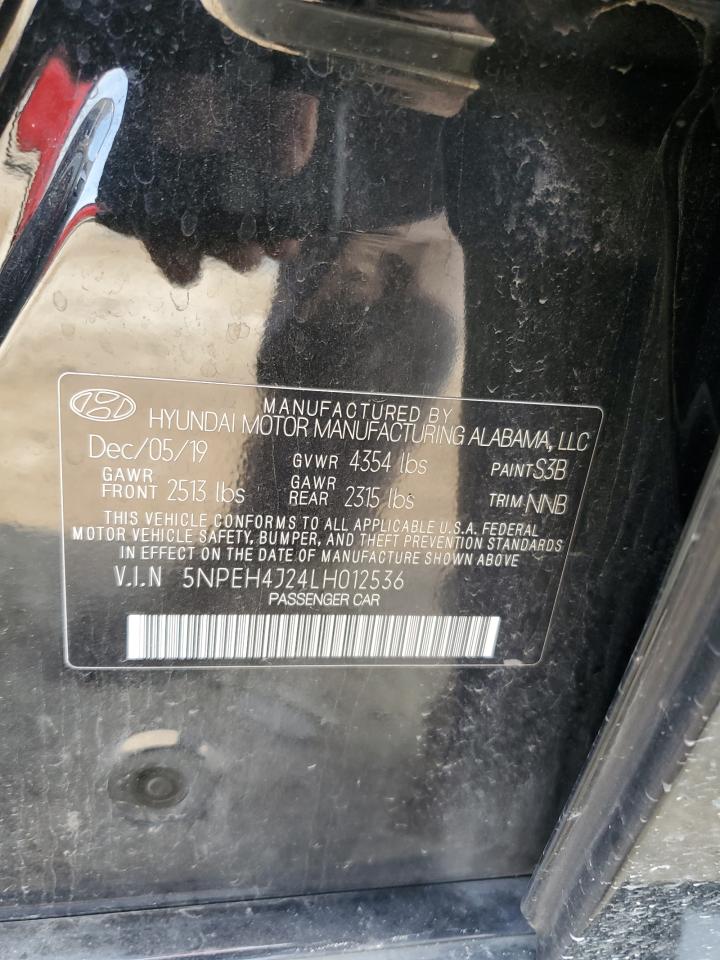 MANUFACTURED BY
HYUNDAI MOTOR MANUFACTURING ALABAMA, LLC
Dec/05/19 GVWR 4354 lbs PAINT S3B
GAWR FRONT 2513 lbs GAWR REAR 2315 lbs TRIM NNB
THIS VEHICLE CONFORMS TO ALL APPLICABLE U.S.A. FEDERAL
MOTOR VEHICLE SAFETY, BUMPER, AND THEFT PREVENTION STANDARDS
IN EFFECT ON THE DATE OF MANUFACTURE SHOWN ABOVE
V.I.N 5NPEH4J24LH012536
PASSENGER CAR